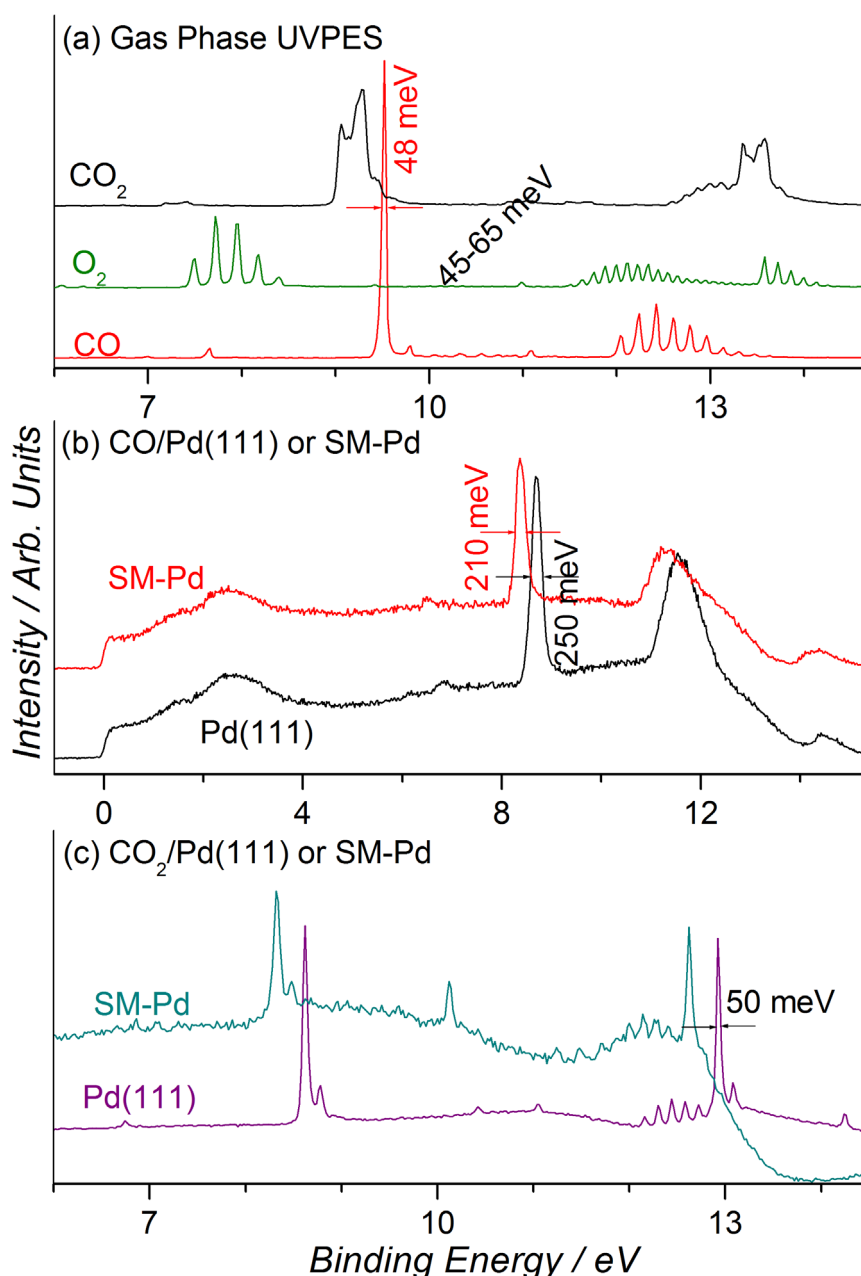 (a) Gas Phase UVPES
CO₂
48 meV
45-65 meV
O₂
CO
7 10 13
(b) CO/Pd(111) or SM-Pd
210 meV
250 meV
SM-Pd
Pd(111)
0 4 8 12
(c) CO₂/Pd(111) or SM-Pd
SM-Pd
50 meV
Pd(111)
7 10 13
Intensity / Arb. Units
Binding Energy / eV